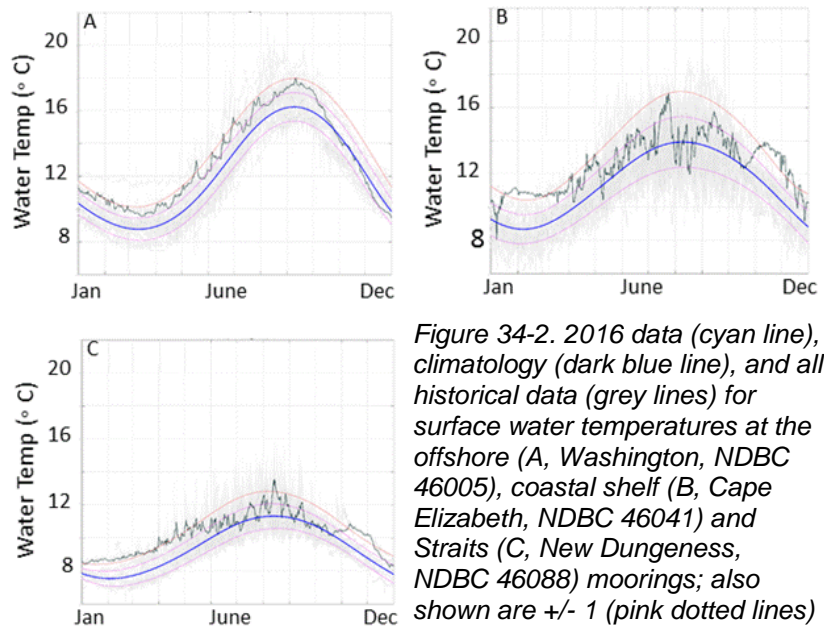 A
Water Temp (° C)
20
16
12
8
Jan June Dec
B
Water Temp (° C)
20
16
12
8
Jan June Dec
C
Water Temp (° C)
20
16
12
8
Jan June Dec
Figure 34-2. 2016 data (cyan line),
climatology (dark blue line), and all
historical data (grey lines) for
surface water temperatures at the
offshore (A, Washington, NDBC
46005), coastal shelf (B, Cape
Elizabeth, NDBC 46041) and
Straits (C, New Dungeness,
NDBC 46088) moorings; also
shown are +/- 1 (pink dotted lines)